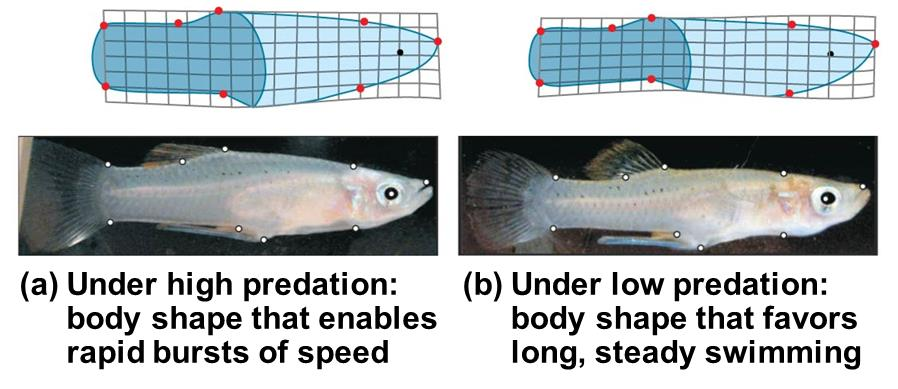 (a) Under high predation:
body shape that enables
rapid bursts of speed
(b) Under low predation:
body shape that favors
long, steady swimming